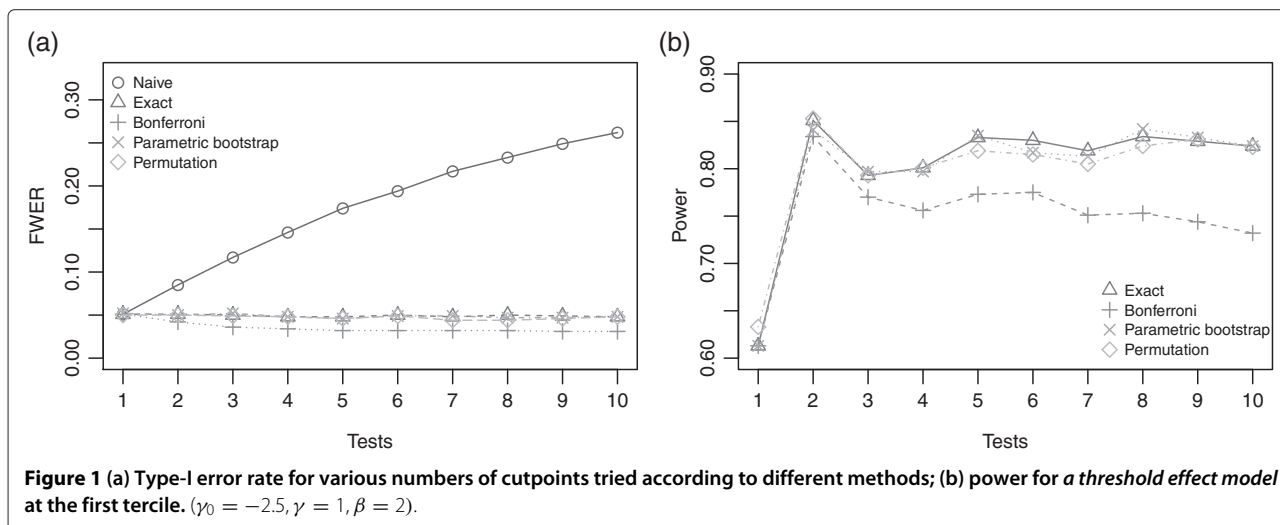 (a)
Naive
Exact
Bonferroni
Parametric bootstrap
Permutation
FWER
0.00 0.10 0.20 0.30
1 2 3 4 5 6 7 8 9 10
Tests
(b)
Power
0.60 0.70 0.80 0.90
Exact
Bonferroni
Parametric bootstrap
Permutation
1 2 3 4 5 6 7 8 9 10
Tests
Figure 1 (a) Type-I error rate for various numbers of cutpoints tried according to different methods; (b) power for a threshold effect model
at the first tercile. (γ₀ = −2.5, γ = 1, β = 2).